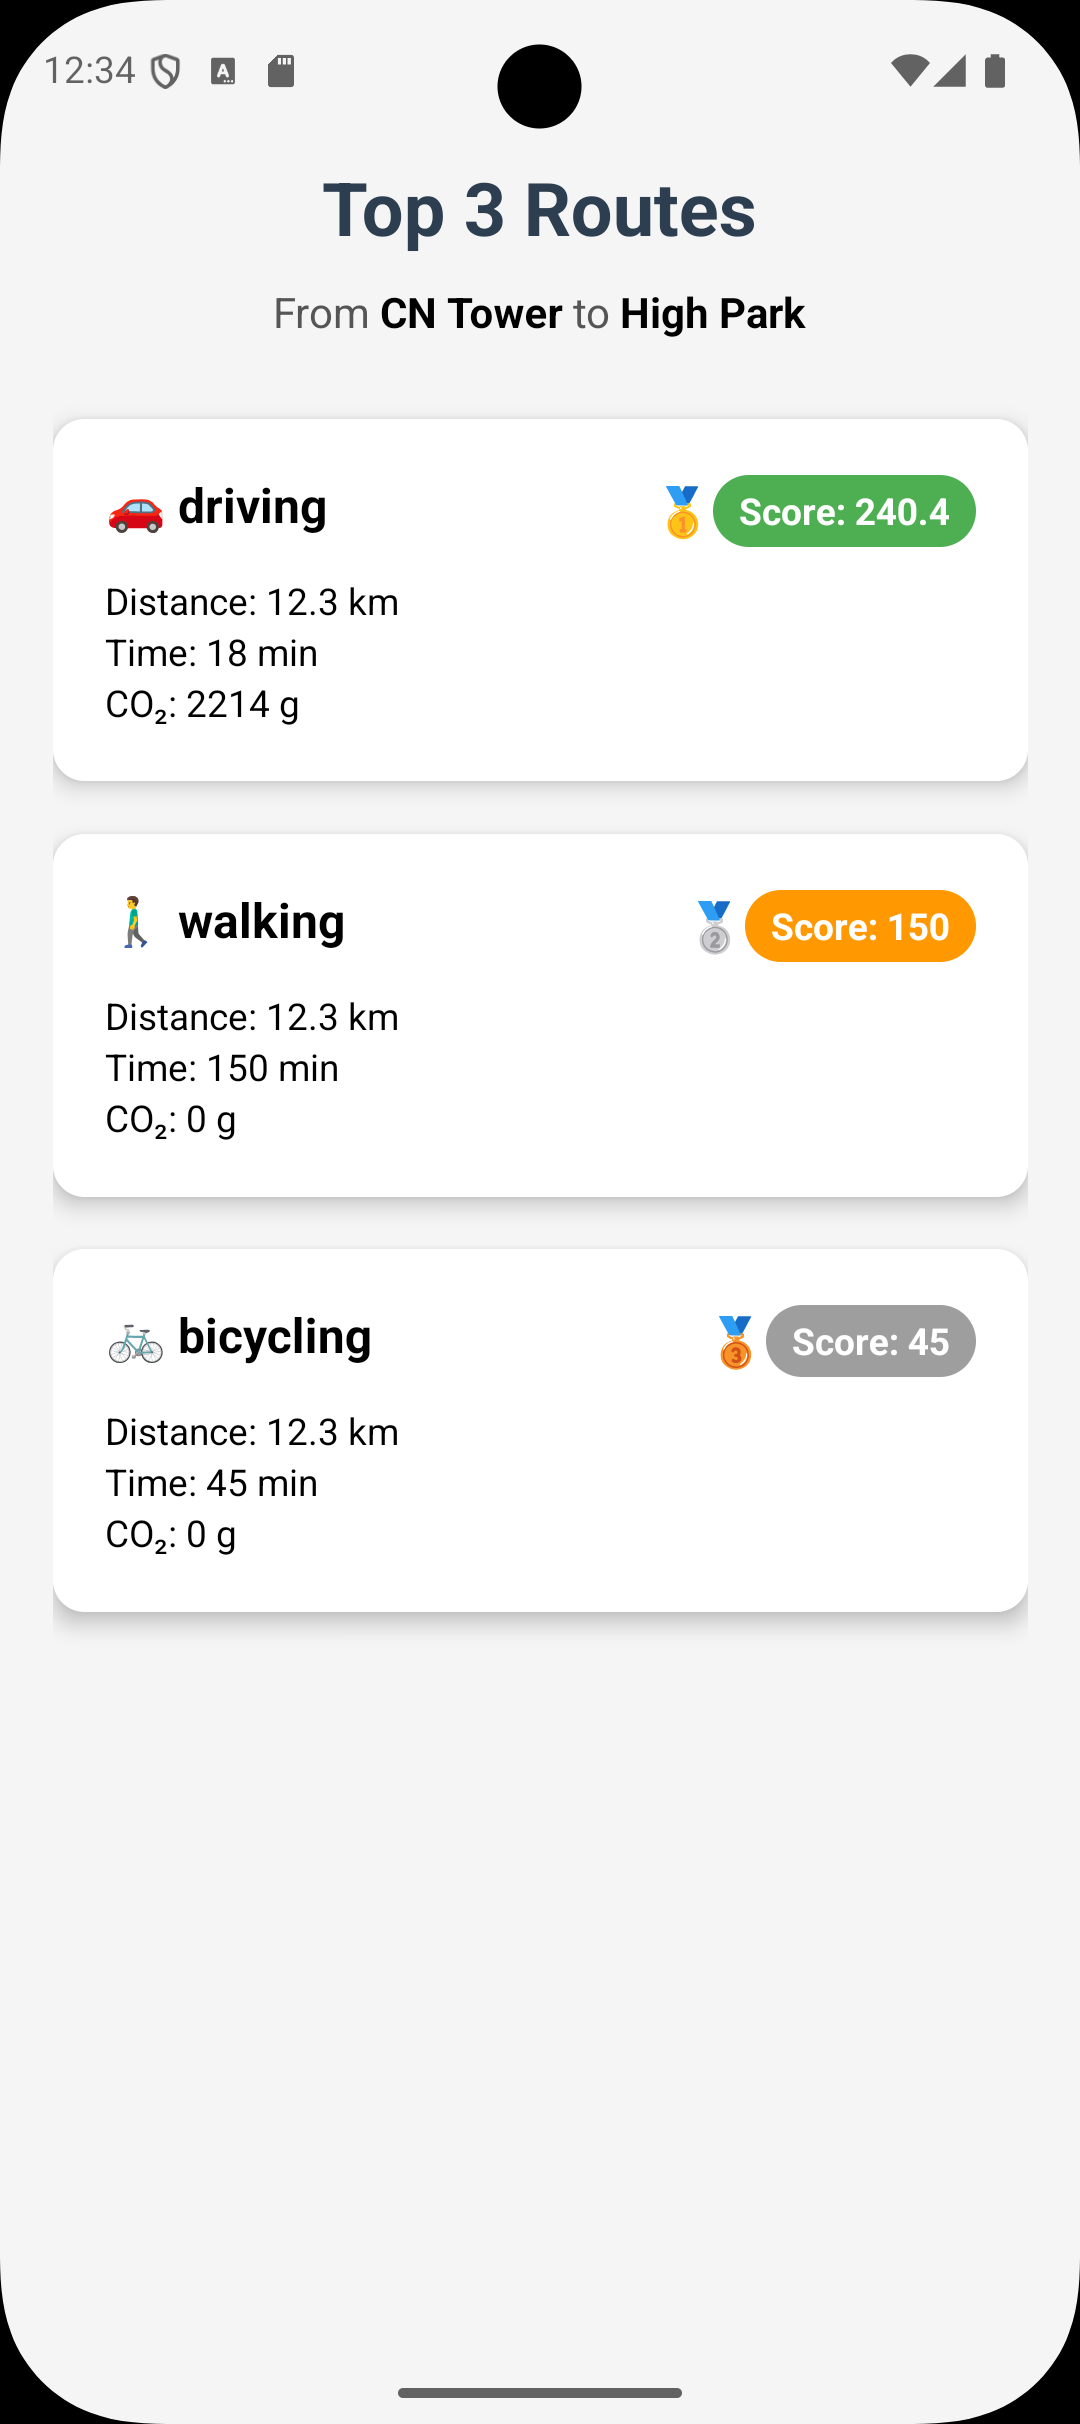 12:34
Top 3 Routes
From CN Tower to High Park
driving
Score: 240.4
Distance: 12.3 km
Time: 18 min
CO₂: 2214 g
walking
Score: 150
Distance: 12.3 km
Time: 150 min
CO₂: 0 g
bicycling
Score: 45
Distance: 12.3 km
Time: 45 min
CO₂: 0 g